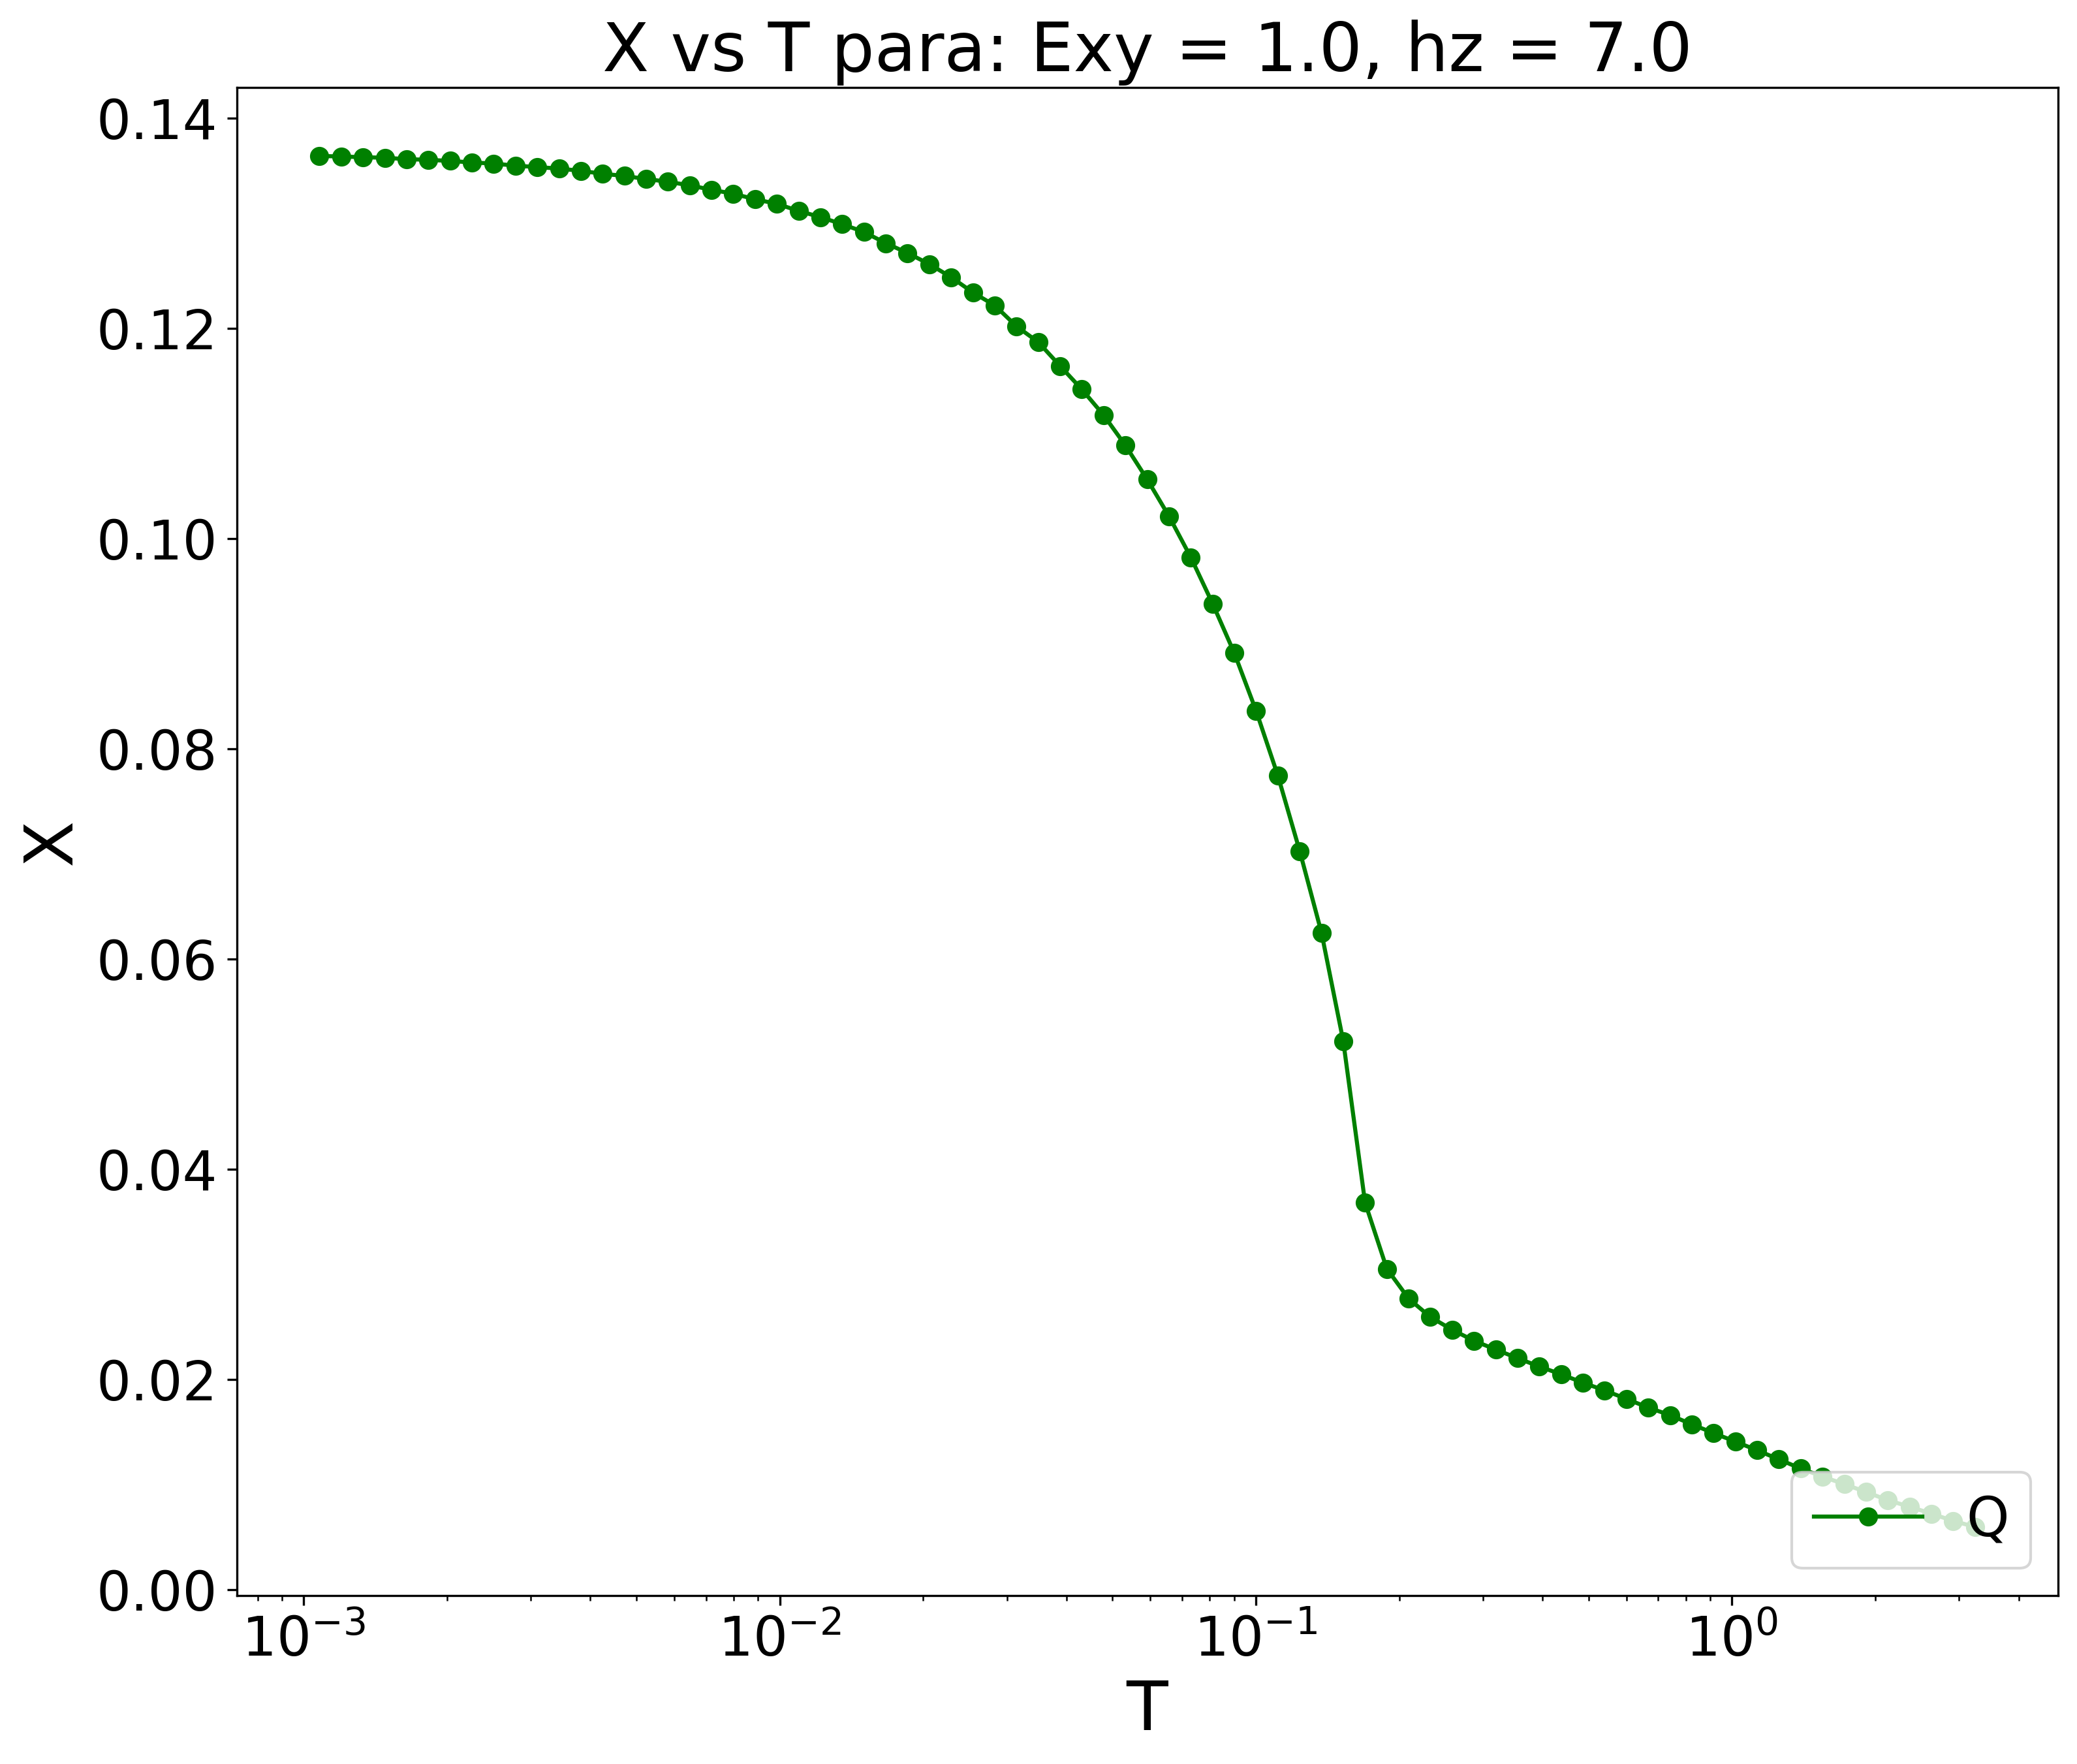 X vs T para: Exy = 1.0, hz = 7.0
X
0.14
0.12
0.10
0.08
0.06
0.04
0.02
0.00
10⁻³ 10⁻² 10⁻¹ 10⁰
T
Q